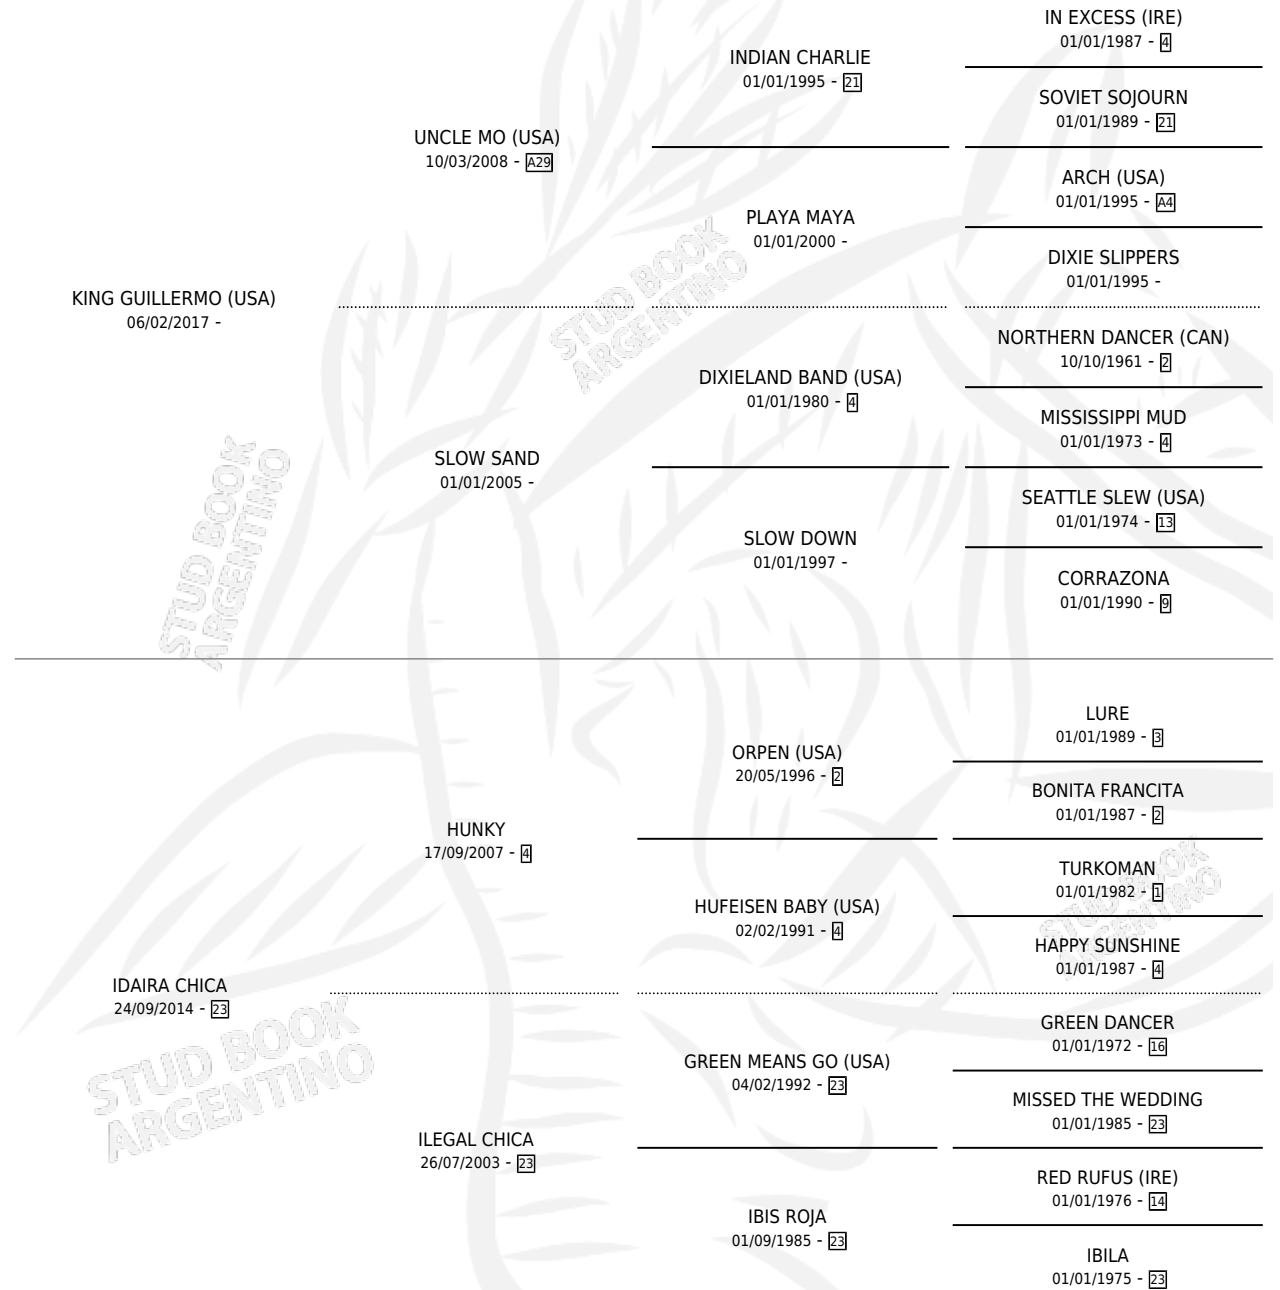 IN EXCESS (IRE)
01/01/1987 - 4
INDIAN CHARLIE
01/01/1995 - 21
SOVIET SOJOURN
01/01/1989 - 21
UNCLE MO (USA)
10/03/2008 - A29
ARCH (USA)
01/01/1995 - A4
PLAYA MAYA
01/01/2000 -
DIXIE SLIPPERS
01/01/1995 -
KING GUILLERMO (USA)
06/02/2017 -
NORTHERN DANCER (CAN)
10/10/1961 - 2
DIXIELAND BAND (USA)
01/01/1980 - 4
MISSISSIPPI MUD
01/01/1973 - 4
SLOW SAND
01/01/2005 -
SEATTLE SLEW (USA)
01/01/1974 - 13
SLOW DOWN
01/01/1997 -
CORRAZONA
01/01/1990 - 9
LURE
01/01/1989 - 3
ORPEN (USA)
20/05/1996 - 2
BONITA FRANCITA
01/01/1987 - 2
HUNKY
17/09/2007 - 4
TURKOMAN
01/01/1982 - 1
HUFEISEN BABY (USA)
02/02/1991 - 4
HAPPY SUNSHINE
01/01/1987 - 4
IDAIRA CHICA
24/09/2014 - 23
GREEN DANCER
01/01/1972 - 16
GREEN MEANS GO (USA)
04/02/1992 - 23
MISSED THE WEDDING
01/01/1985 - 23
ILEGAL CHICA
26/07/2003 - 23
RED RUFUS (IRE)
01/01/1976 - 14
IBIS ROJA
01/09/1985 - 23
IBILA
01/01/1975 - 23
STUD BOOK
ARGENTINO
STUD BOOK
ARGENTINO
STUD BOOK
ARGENTINO
STUD BOOK
ARGENTINO